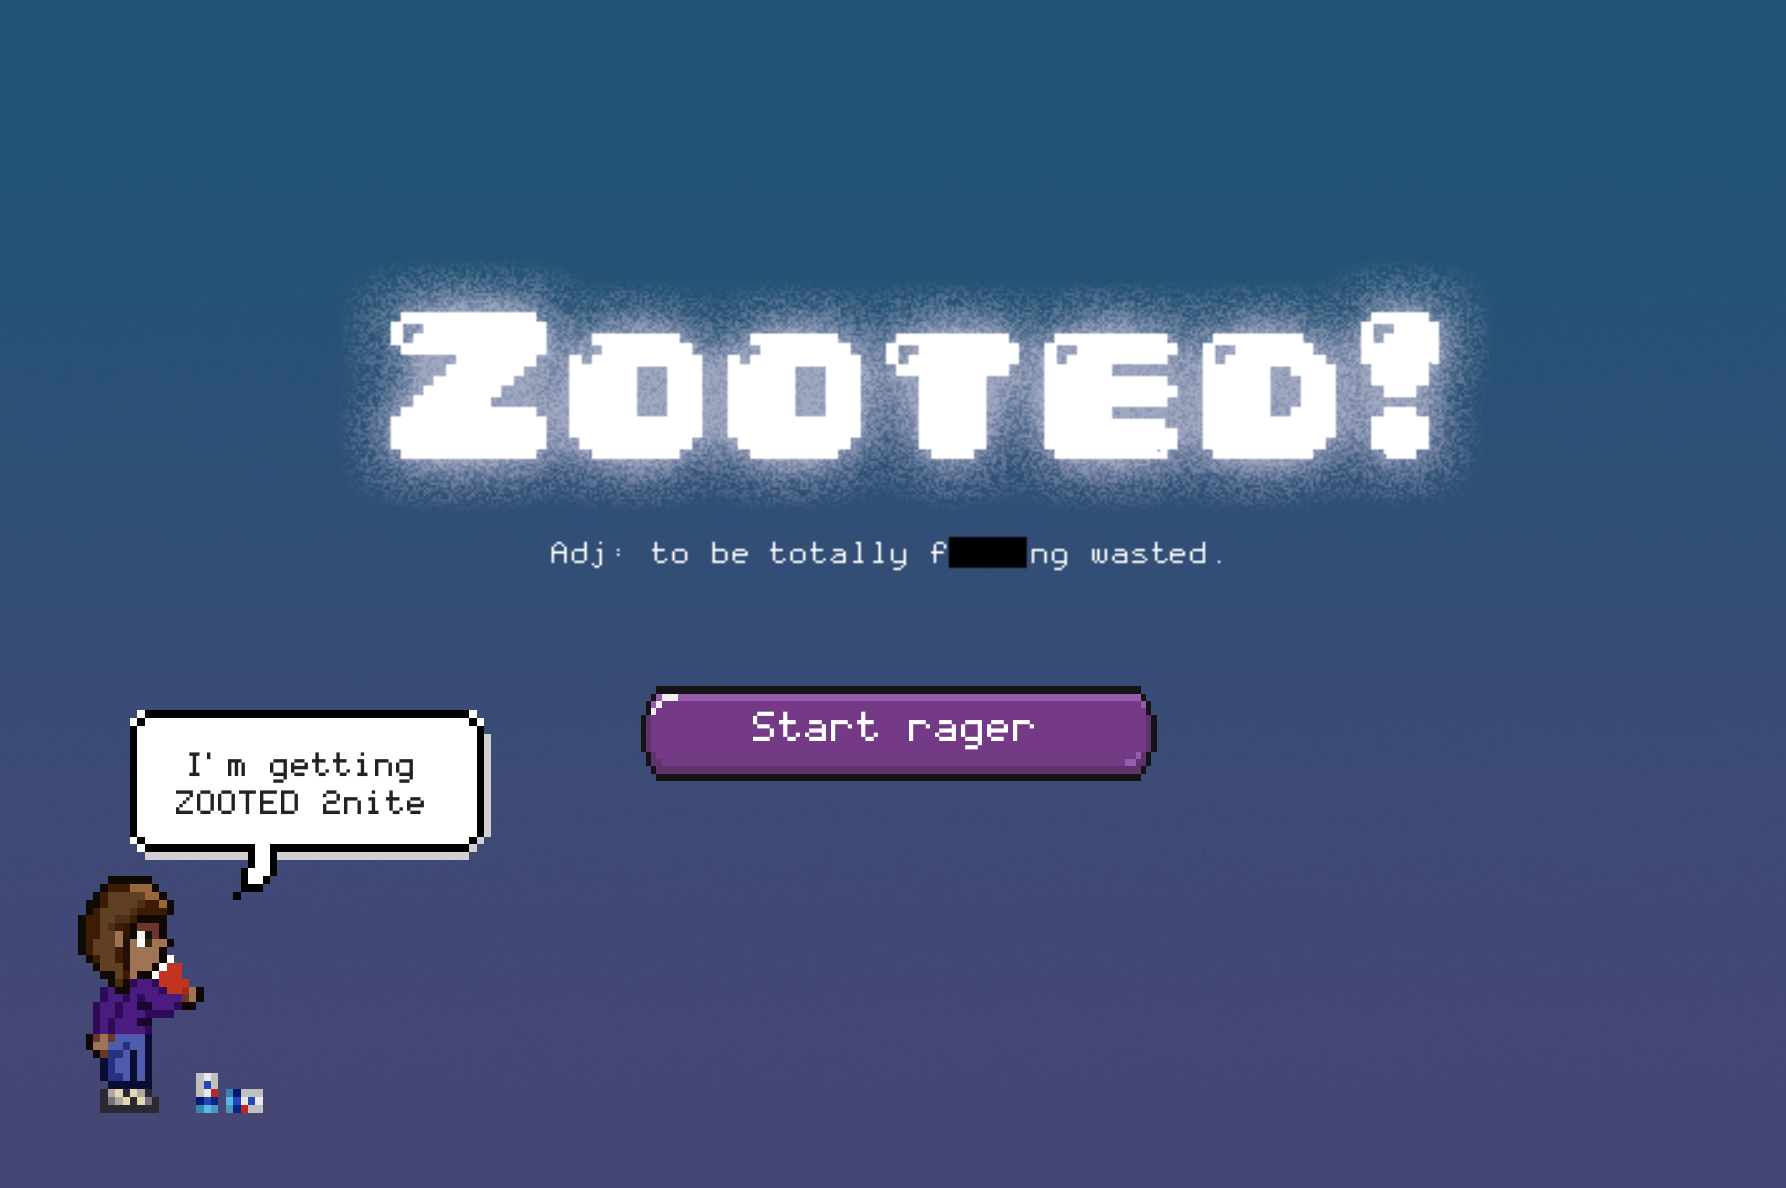 ZOOTED!
Adj: to be totally f ng wasted.
Start rager
I'm getting
ZOOTED 2nite